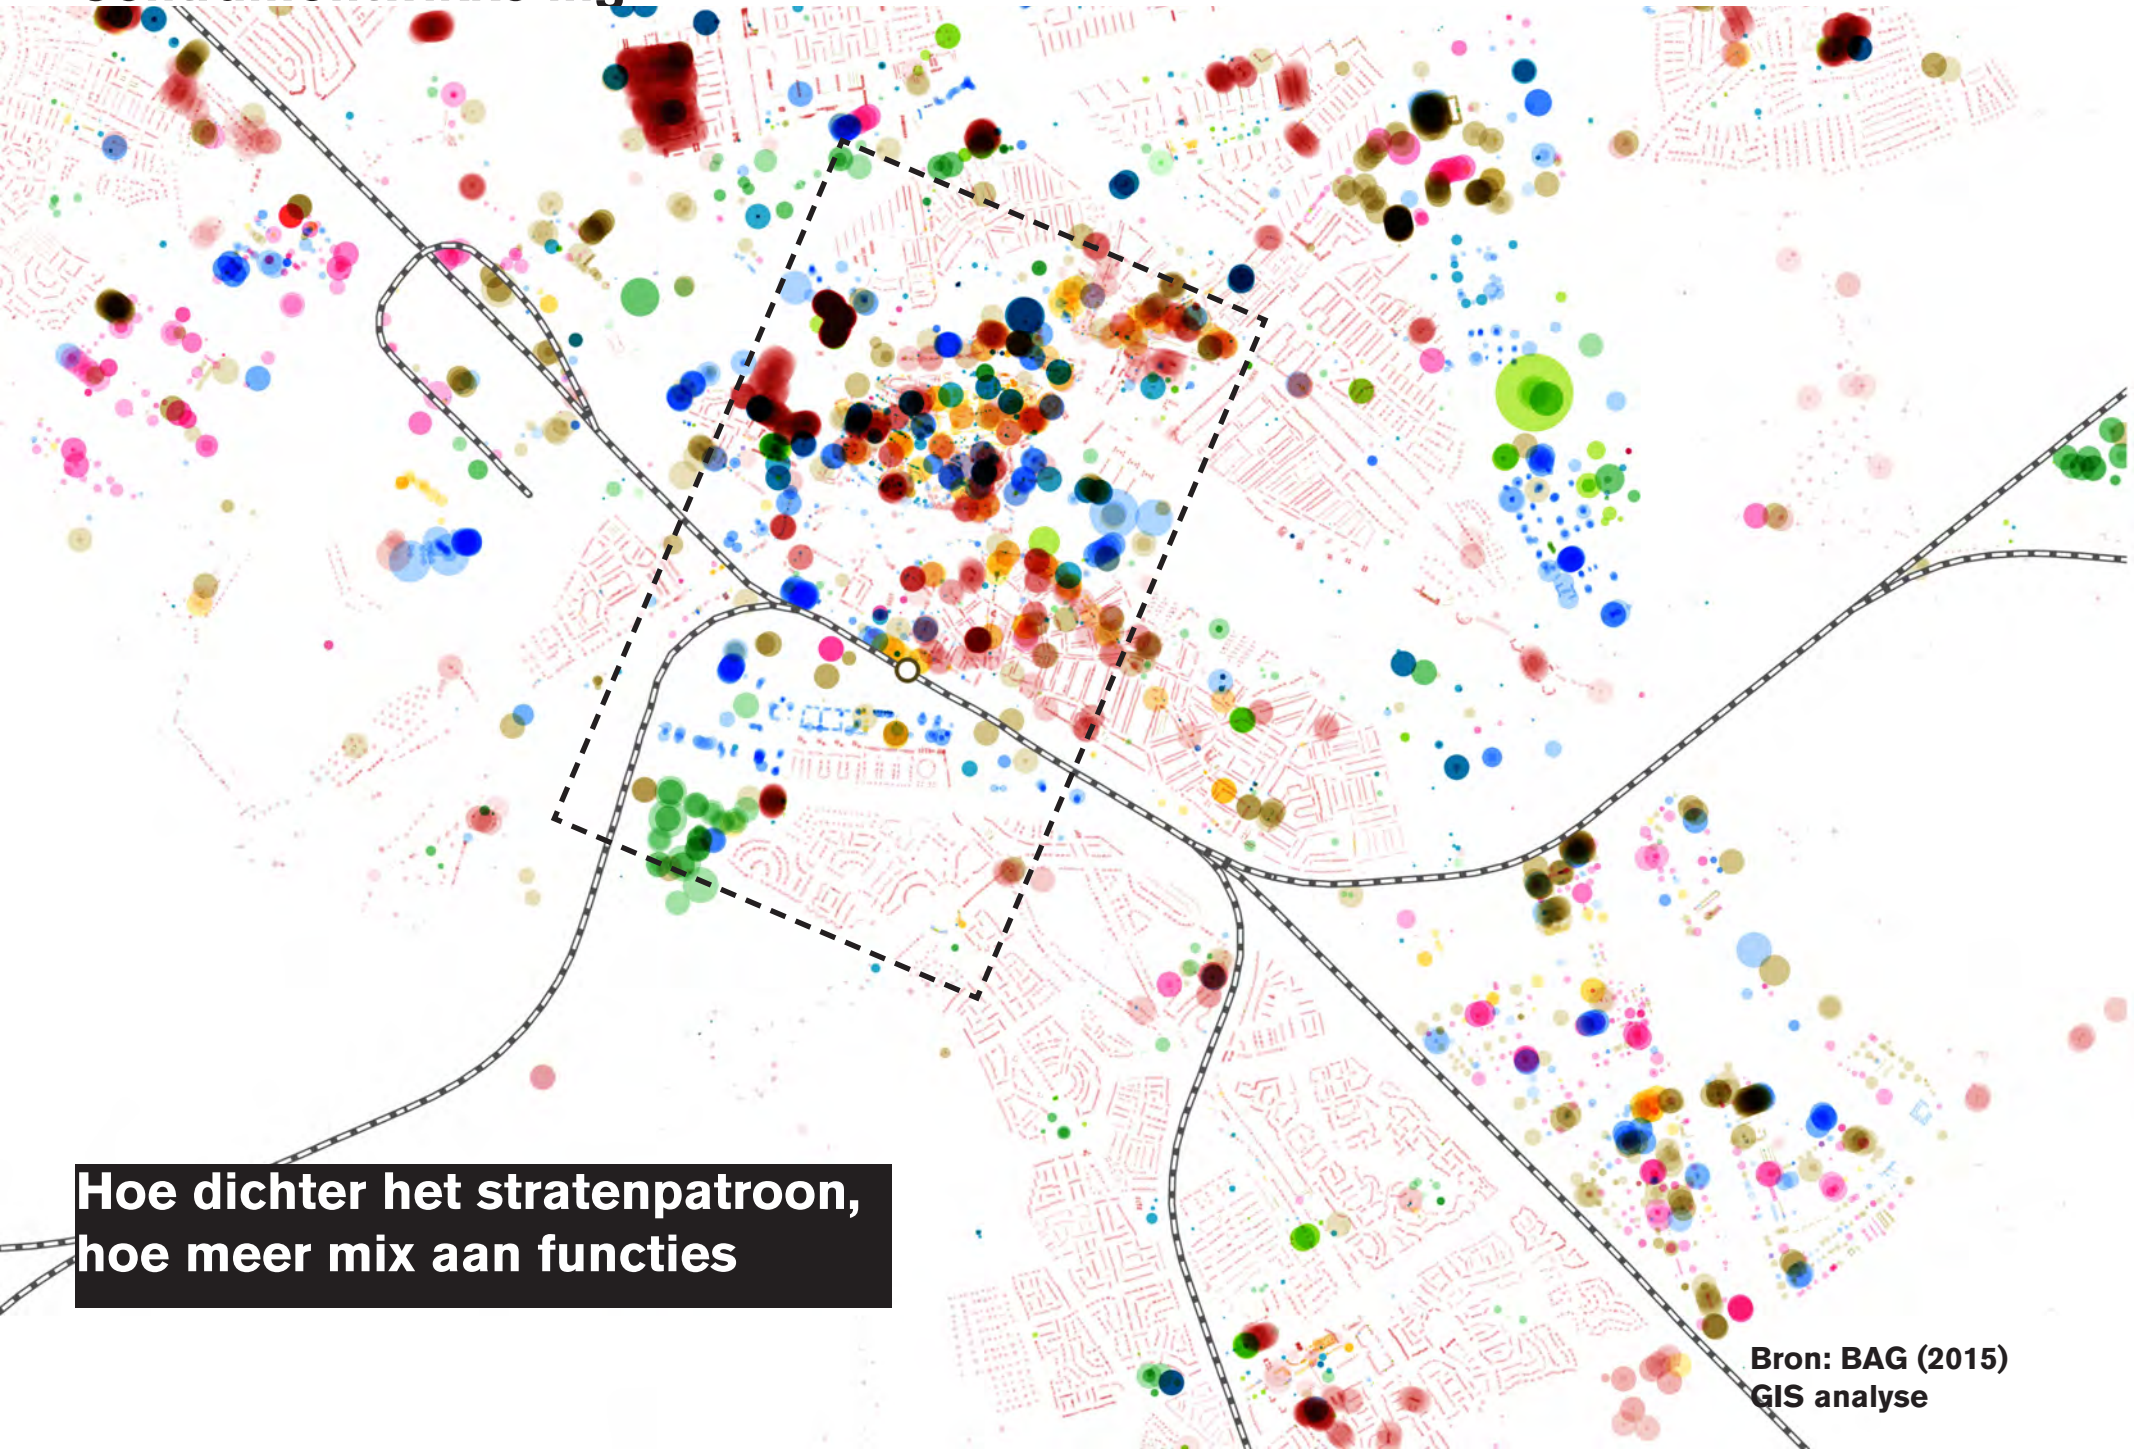 Hoe dichter het stratenpatroon,
hoe meer mix aan functies
Bron: BAG (2015)
GIS analyse